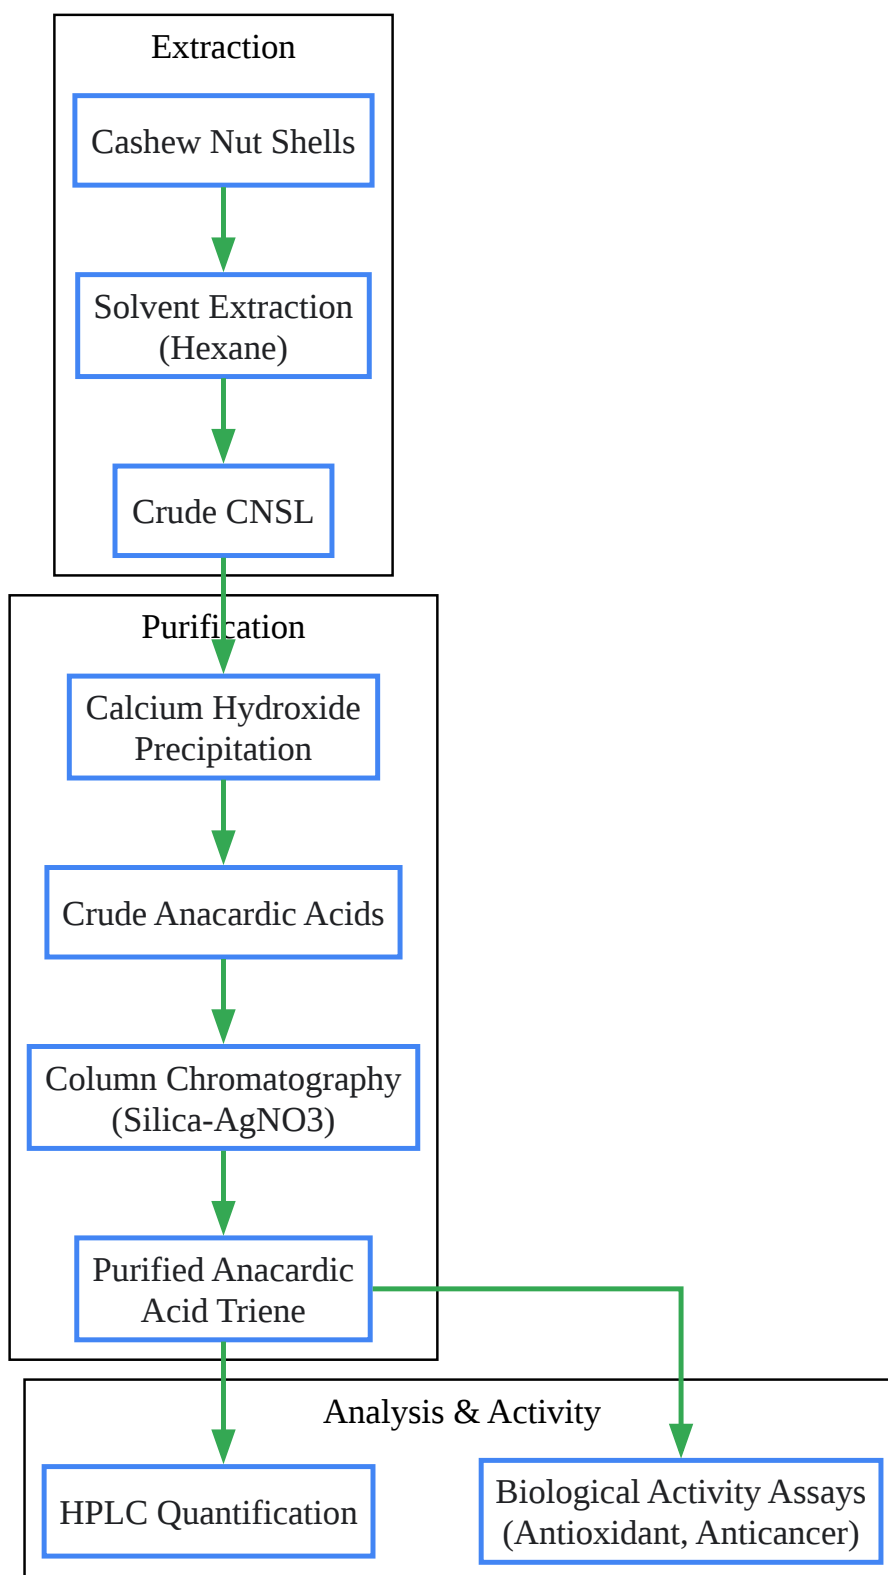 Extraction
Cashew Nut Shells
Solvent Extraction
(Hexane)
Crude CNSL
Purification
Calcium Hydroxide
Precipitation
Crude Anacardic Acids
Column Chromatography
(Silica-AgNO3)
Purified Anacardic
Acid Triene
Analysis & Activity
HPLC Quantification
Biological Activity Assays
(Antioxidant, Anticancer)